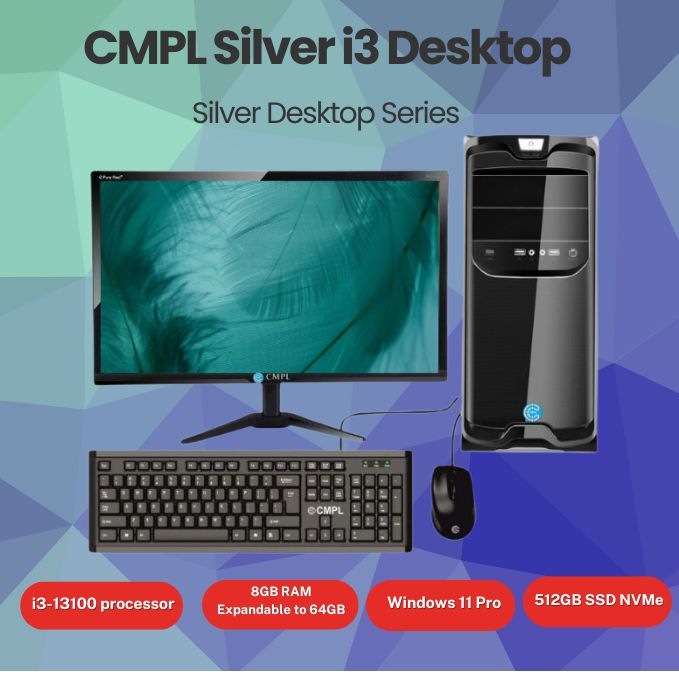 CMPL Silver i3 Desktop
Silver Desktop Series
CMPL
CMPL
i3-13100 processor
8GB RAM
Expandable to 64GB
Windows 11 Pro
512GB SSD NVMe